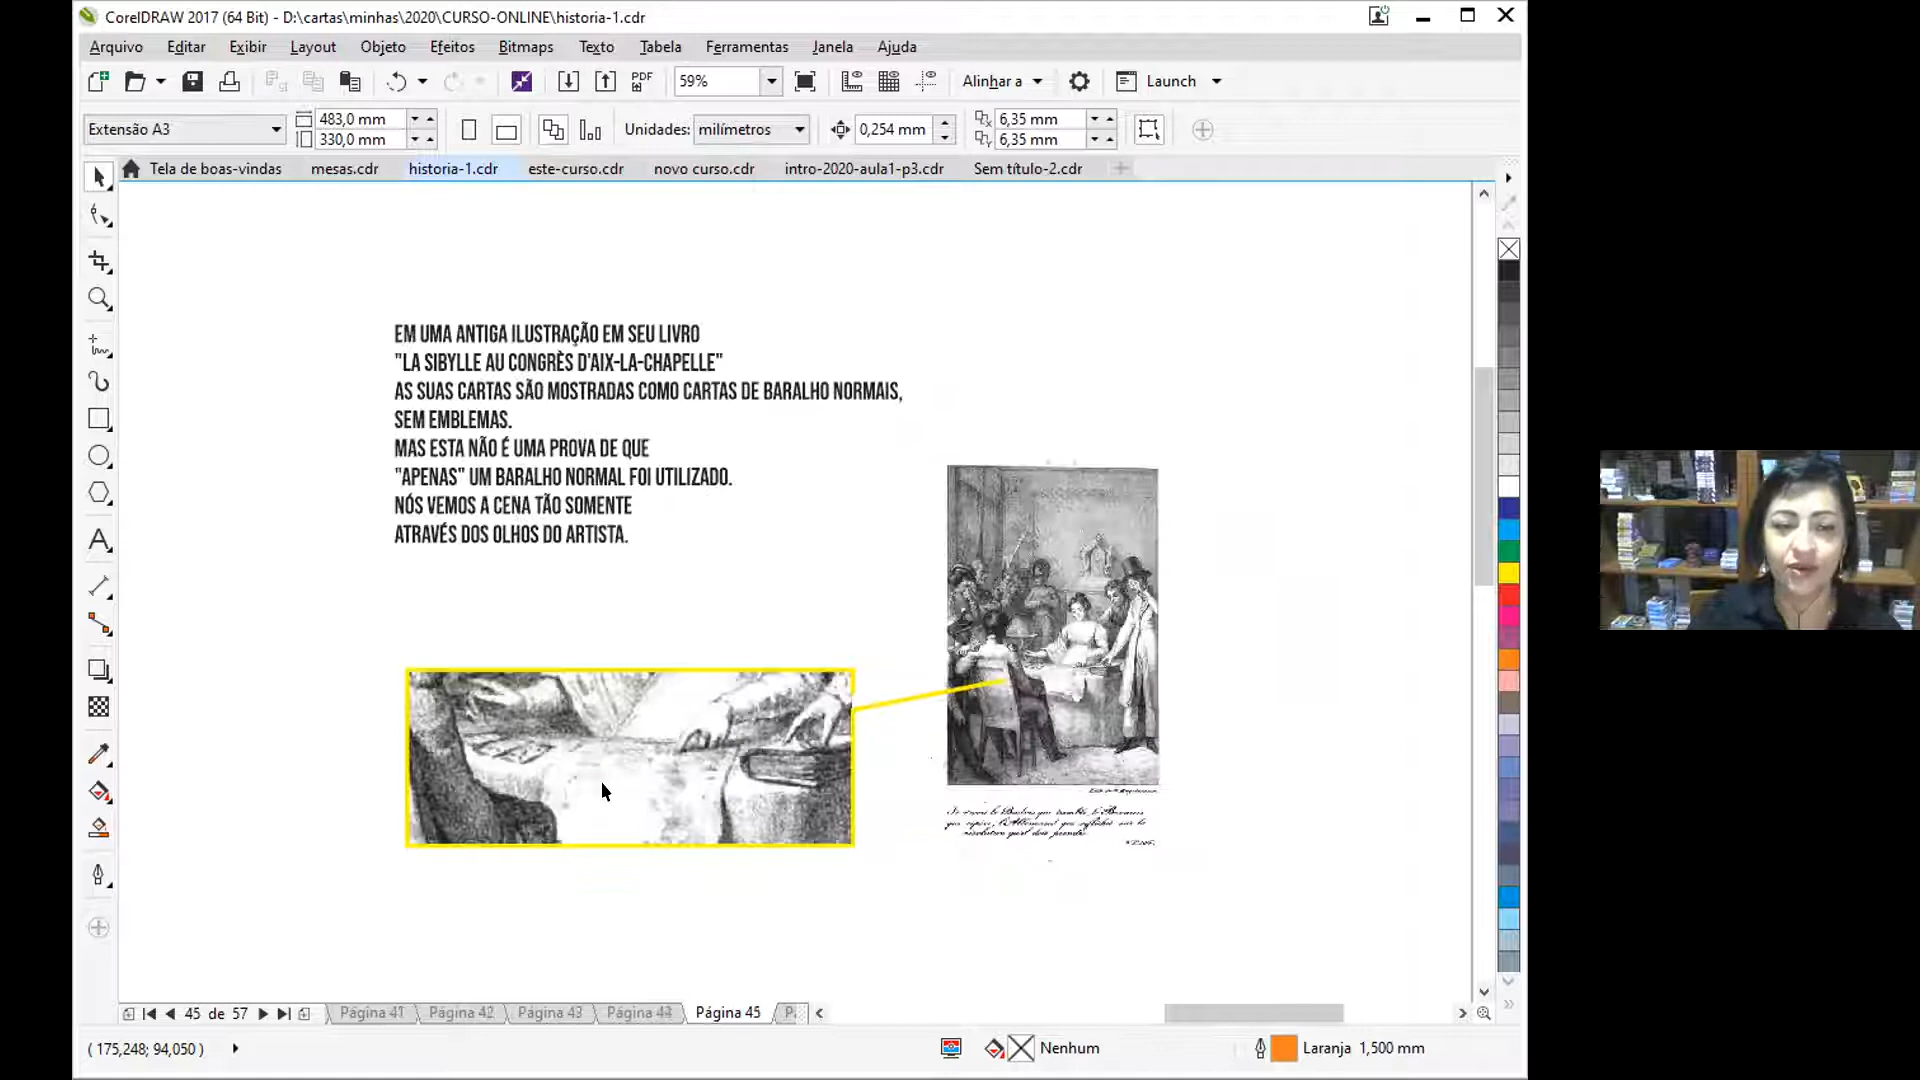 CorelDRAW 2017 (64 Bit) - D:\cartas\minhas\2020\CURSO-ONLINE\historia-1.cdr
Arquivo Editar Exibir Layout Objeto Efeitos Bitmaps Texto Tabela Ferramentas Janela Ajuda
PDF 59% Alinhar a Launch
Extensão A3 483,0 mm 330,0 mm Unidades: milímetros 0,254 mm 6,35 mm 6,35 mm
Tela de boas-vindas mesas.cdr historia-1.cdr este-curso.cdr novo curso.cdr intro-2020-aula1-p3.cdr Sem título-2.cdr
EM UMA ANTIGA ILUSTRAÇÃO EM SEU LIVRO
"LA SIBYLLE AU CONGRÈS D'AIX-LA-CHAPELLE"
AS SUAS CARTAS SÃO MOSTRADAS COMO CARTAS DE BARALHO NORMAIS,
SEM EMBLEMAS.
MAS ESTA NÃO É UMA PROVA DE QUE
"APENAS" UM BARALHO NORMAL FOI UTILIZADO.
NÓS VEMOS A CENA TÃO SOMENTE
ATRAVÉS DOS OLHOS DO ARTISTA.
45 de 57 Página 41 Página 42 Página 43 Página 44 Página 45
( 175,248; 94,050 ) Nenhum Laranja 1,500 mm